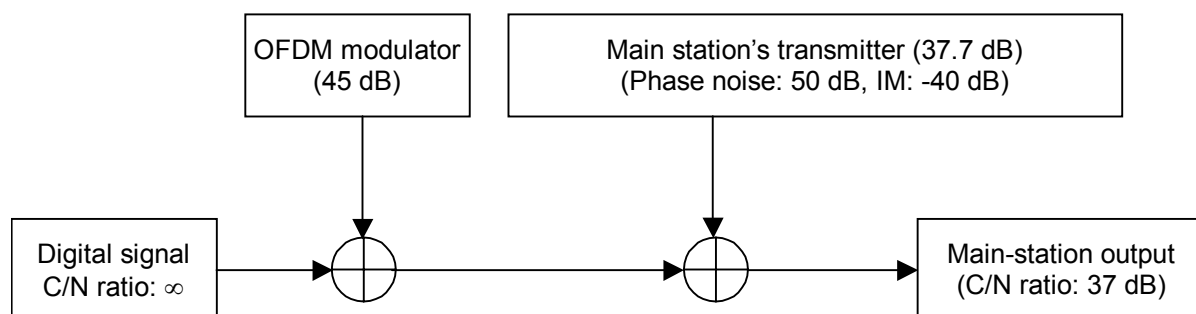 OFDM modulator
(45 dB)
Main station's transmitter (37.7 dB)
(Phase noise: 50 dB, IM: -40 dB)
Digital signal
C/N ratio: ∞
Main-station output
(C/N ratio: 37 dB)